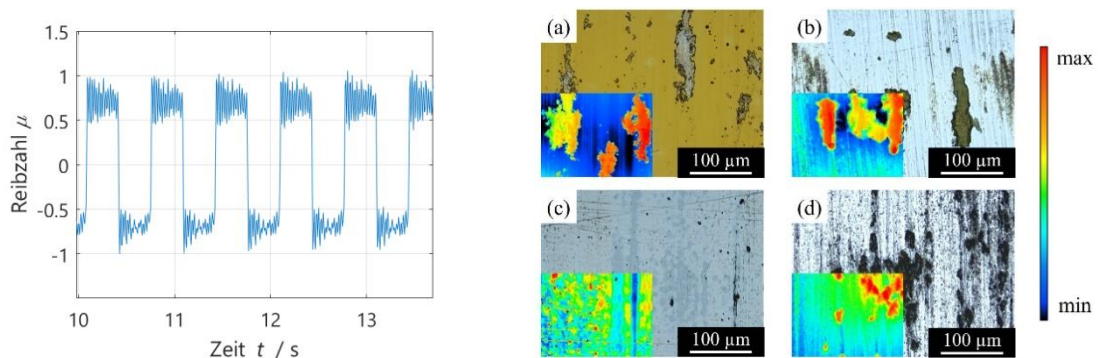 1.5
1
0.5
0
-0.5
-1
10
11
12
13
Reibzahl μ
Zeit t / s
(a)
100 µm
(b)
100 µm
(c)
100 µm
(d)
100 µm
max
min